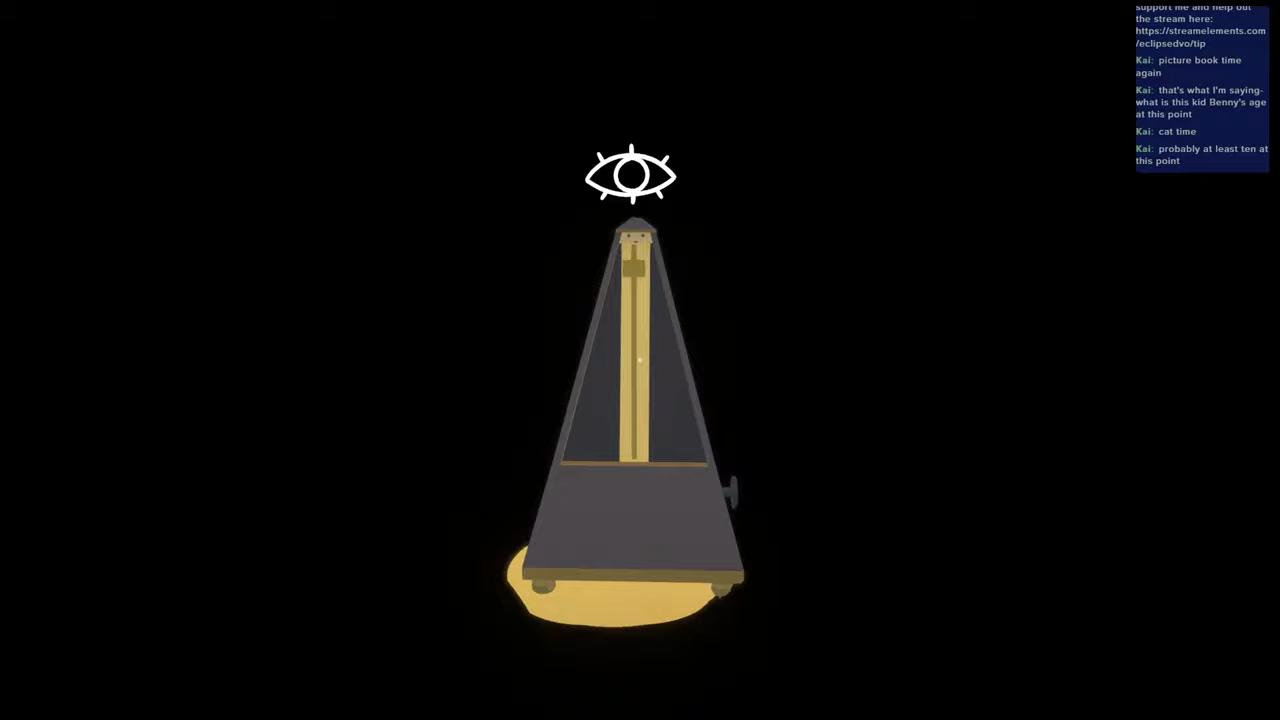 support me and help out
the stream here:
https://streamelements.com
/eclipsedvo/tip
Kai: picture book time
again
Kai: that's what I'm saying-
what is this kid Benny's age
at this point
Kai: cat time
Kai: probably at least ten at
this point